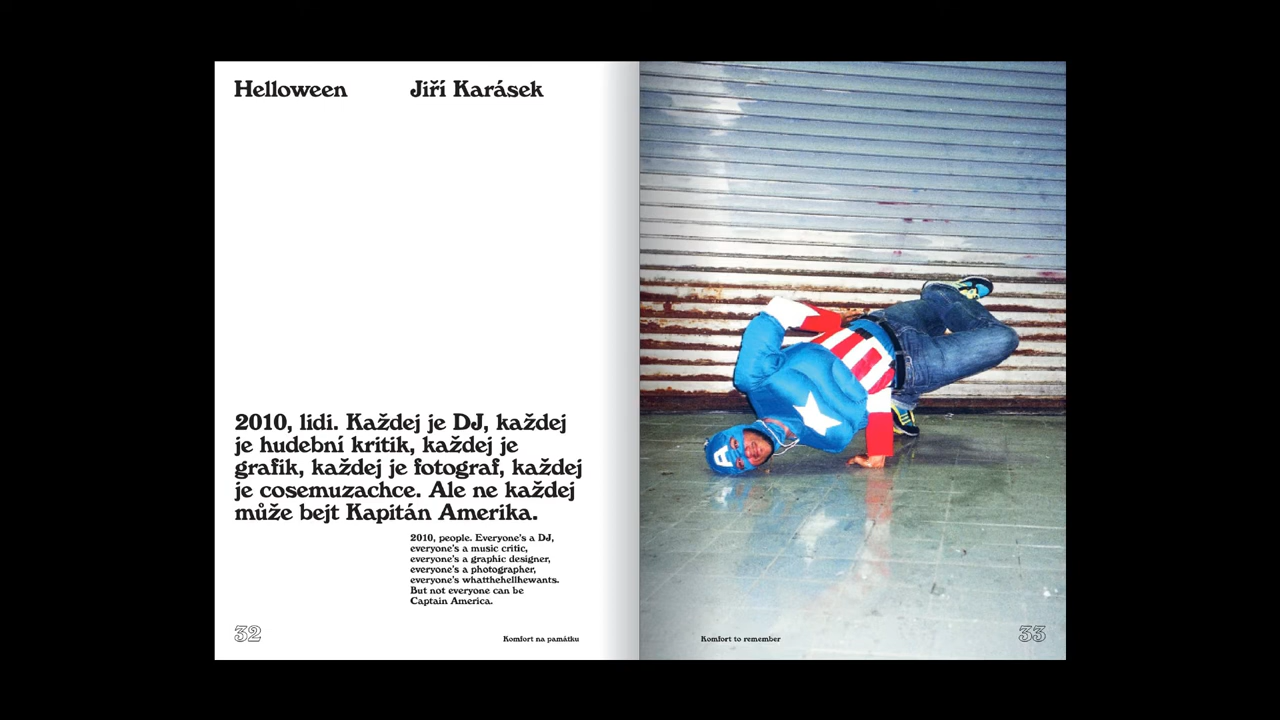 Helloween
Jiří Karásek
2010, lidi. Každej je DJ, každej
je hudební kritik, každej je
grafik, každej je fotograf, každej
je cosemuzachce. Ale ne každej
může bejt Kapitán Amerika.
2010, people. Everyone's a DJ,
everyone's a music critic,
everyone's a graphic designer,
everyone's a photographer,
everyone's whatthehellhewants.
But not everyone can be
Captain America.
32
Komfort na památku
Komfort to remember
33